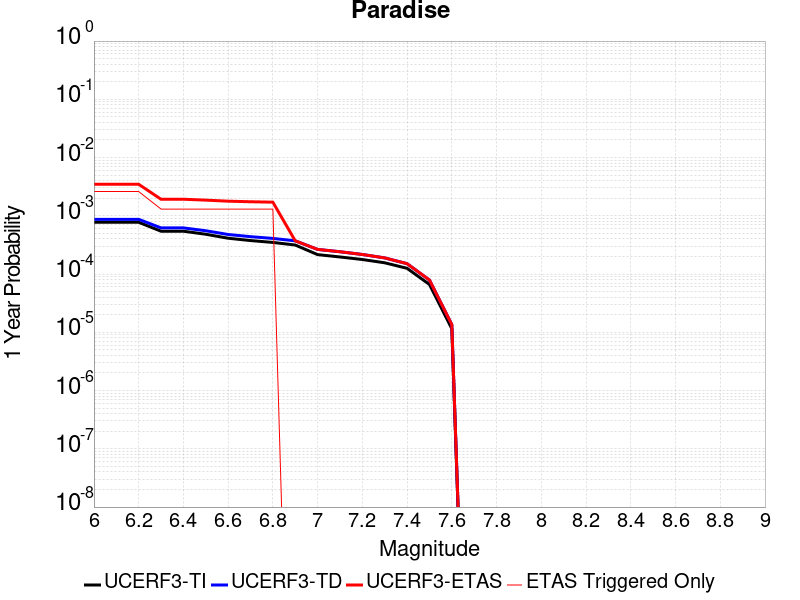 Paradise
10^0
10^-1
10^-2
10^-3
10^-4
10^-5
10^-6
10^-7
10^-8
1 Year Probability
6 6.2 6.4 6.6 6.8 7 7.2 7.4 7.6 7.8 8 8.2 8.4 8.6 8.8 9
Magnitude
UCERF3-TI UCERF3-TD UCERF3-ETAS ETAS Triggered Only